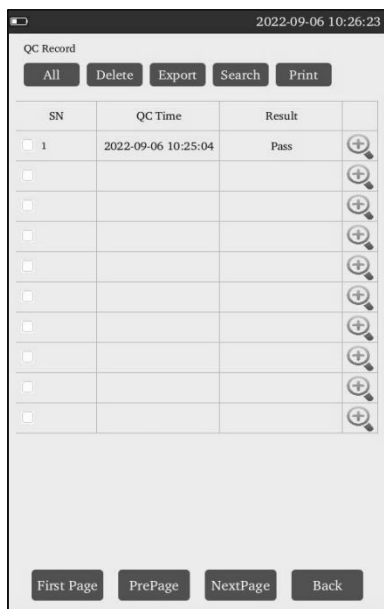 2022-09-06 10:26:23
QC Record
All Delete Export Search Print
SN QC Time Result
1 2022-09-06 10:25:04 Pass
First Page PrePage NextPage Back